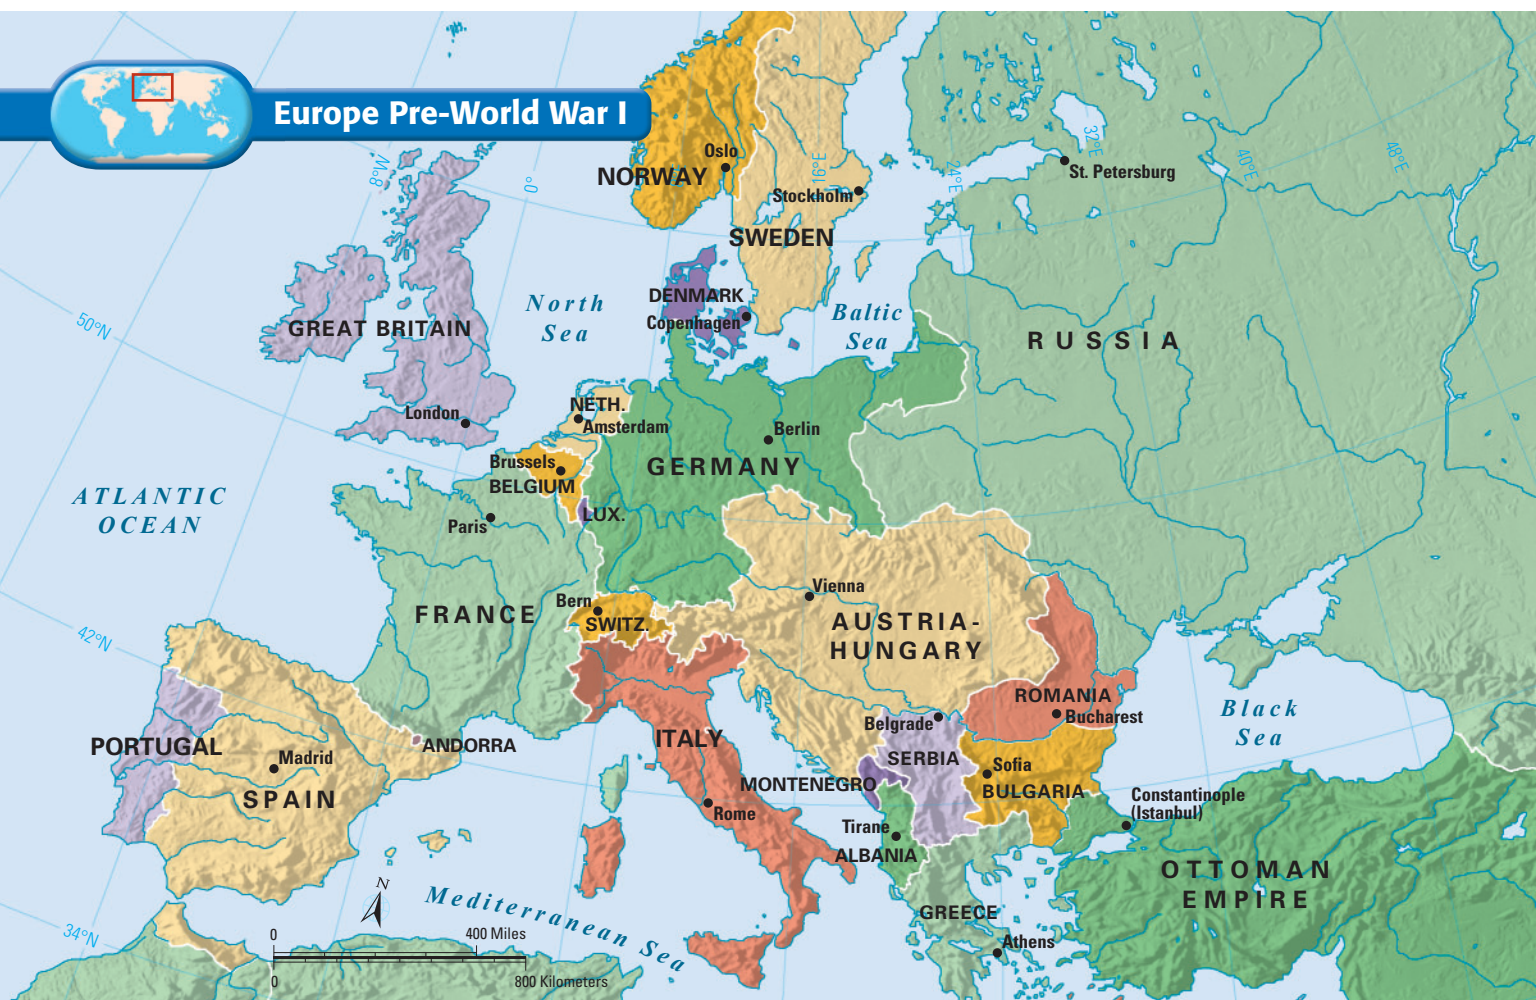 Europe Pre-World War I
8°W
0°
16°E
24°E
32°E
40°E
48°E
50°N
42°N
34°N
NORWAY
Oslo
Stockholm
SWEDEN
St. Petersburg
North
Sea
DENMARK
Copenhagen
Baltic
Sea
RUSSIA
GREAT BRITAIN
London
NETH.
Amsterdam
Berlin
GERMANY
Brussels
BELGIUM
LUX.
ATLANTIC
OCEAN
Paris
FRANCE
Bern
SWITZ.
Vienna
AUSTRIA-
HUNGARY
ROMANIA
Bucharest
Black
Sea
Belgrade
SERBIA
PORTUGAL
Madrid
SPAIN
ANDORRA
ITALY
Rome
MONTENEGRO
Sofia
BULGARIA
Constantinople
(Istanbul)
Tirane
ALBANIA
OTTOMAN
EMPIRE
GREECE
Athens
Mediterranean Sea
N
0
400 Miles
0
800 Kilometers